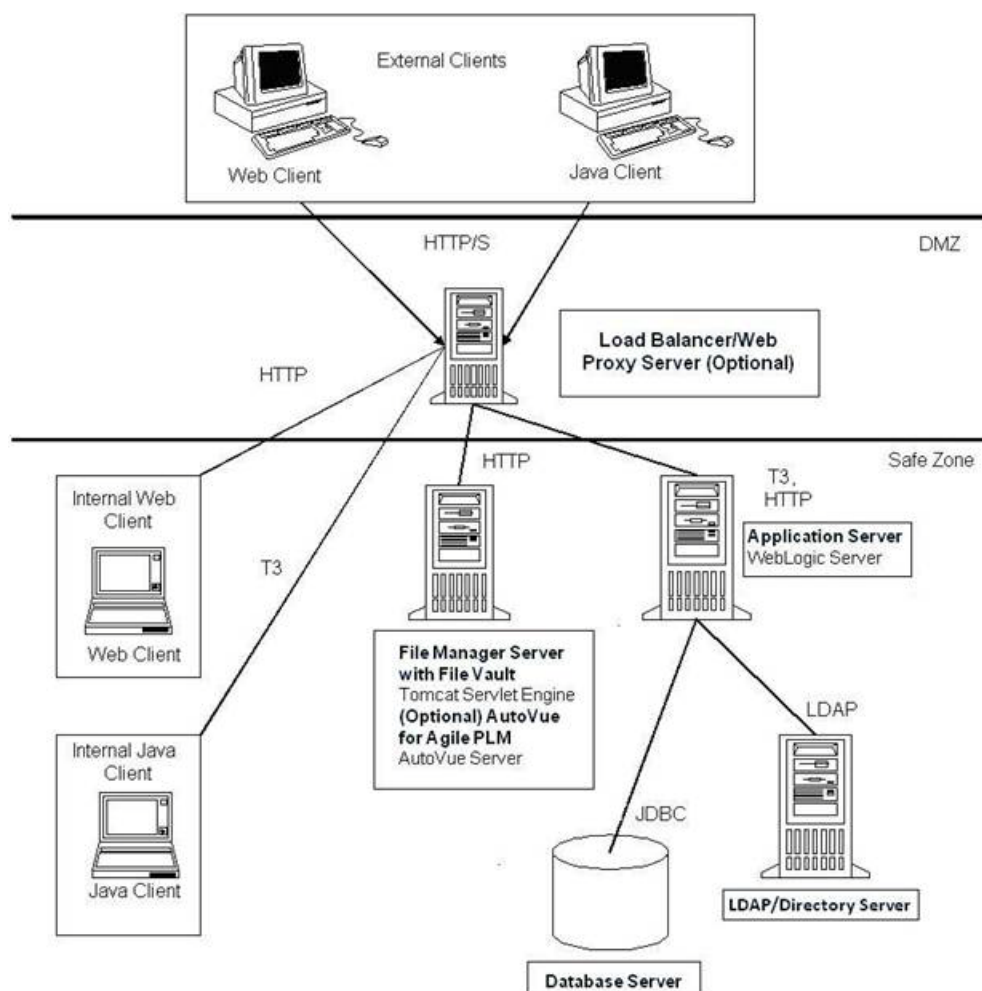 External Clients
Web Client
Java Client
HTTP/S
DMZ
Load Balancer/Web
Proxy Server (Optional)
HTTP
HTTP
Safe Zone
Internal Web
Client
Web Client
T3
T3,
HTTP
Application Server
WebLogic Server
File Manager Server
with File Vault
Tomcat Servlet Engine
(Optional) AutoVue
for Agile PLM
AutoVue Server
LDAP
Internal Java
Client
Java Client
JDBC
LDAP/Directory Server
Database Server